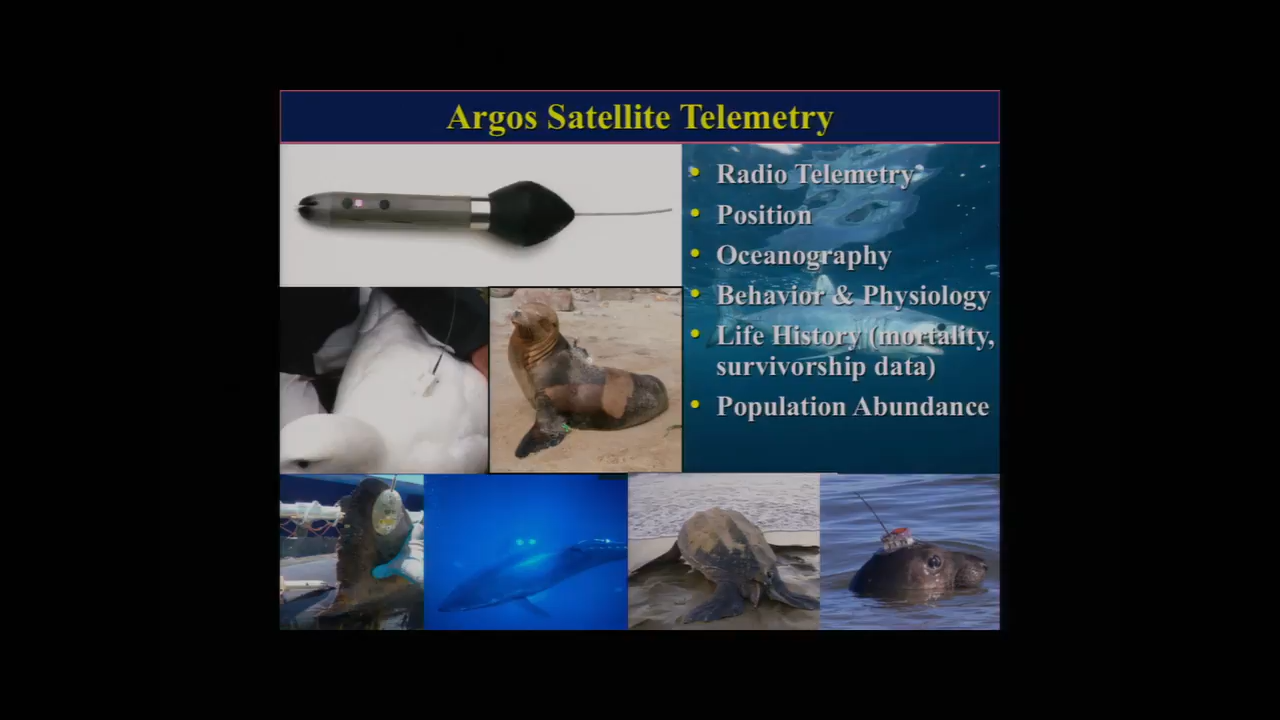 Argos Satellite Telemetry
• Radio Telemetry
• Position
• Oceanography
• Behavior & Physiology
• Life History (mortality,
survivorship data)
• Population Abundance